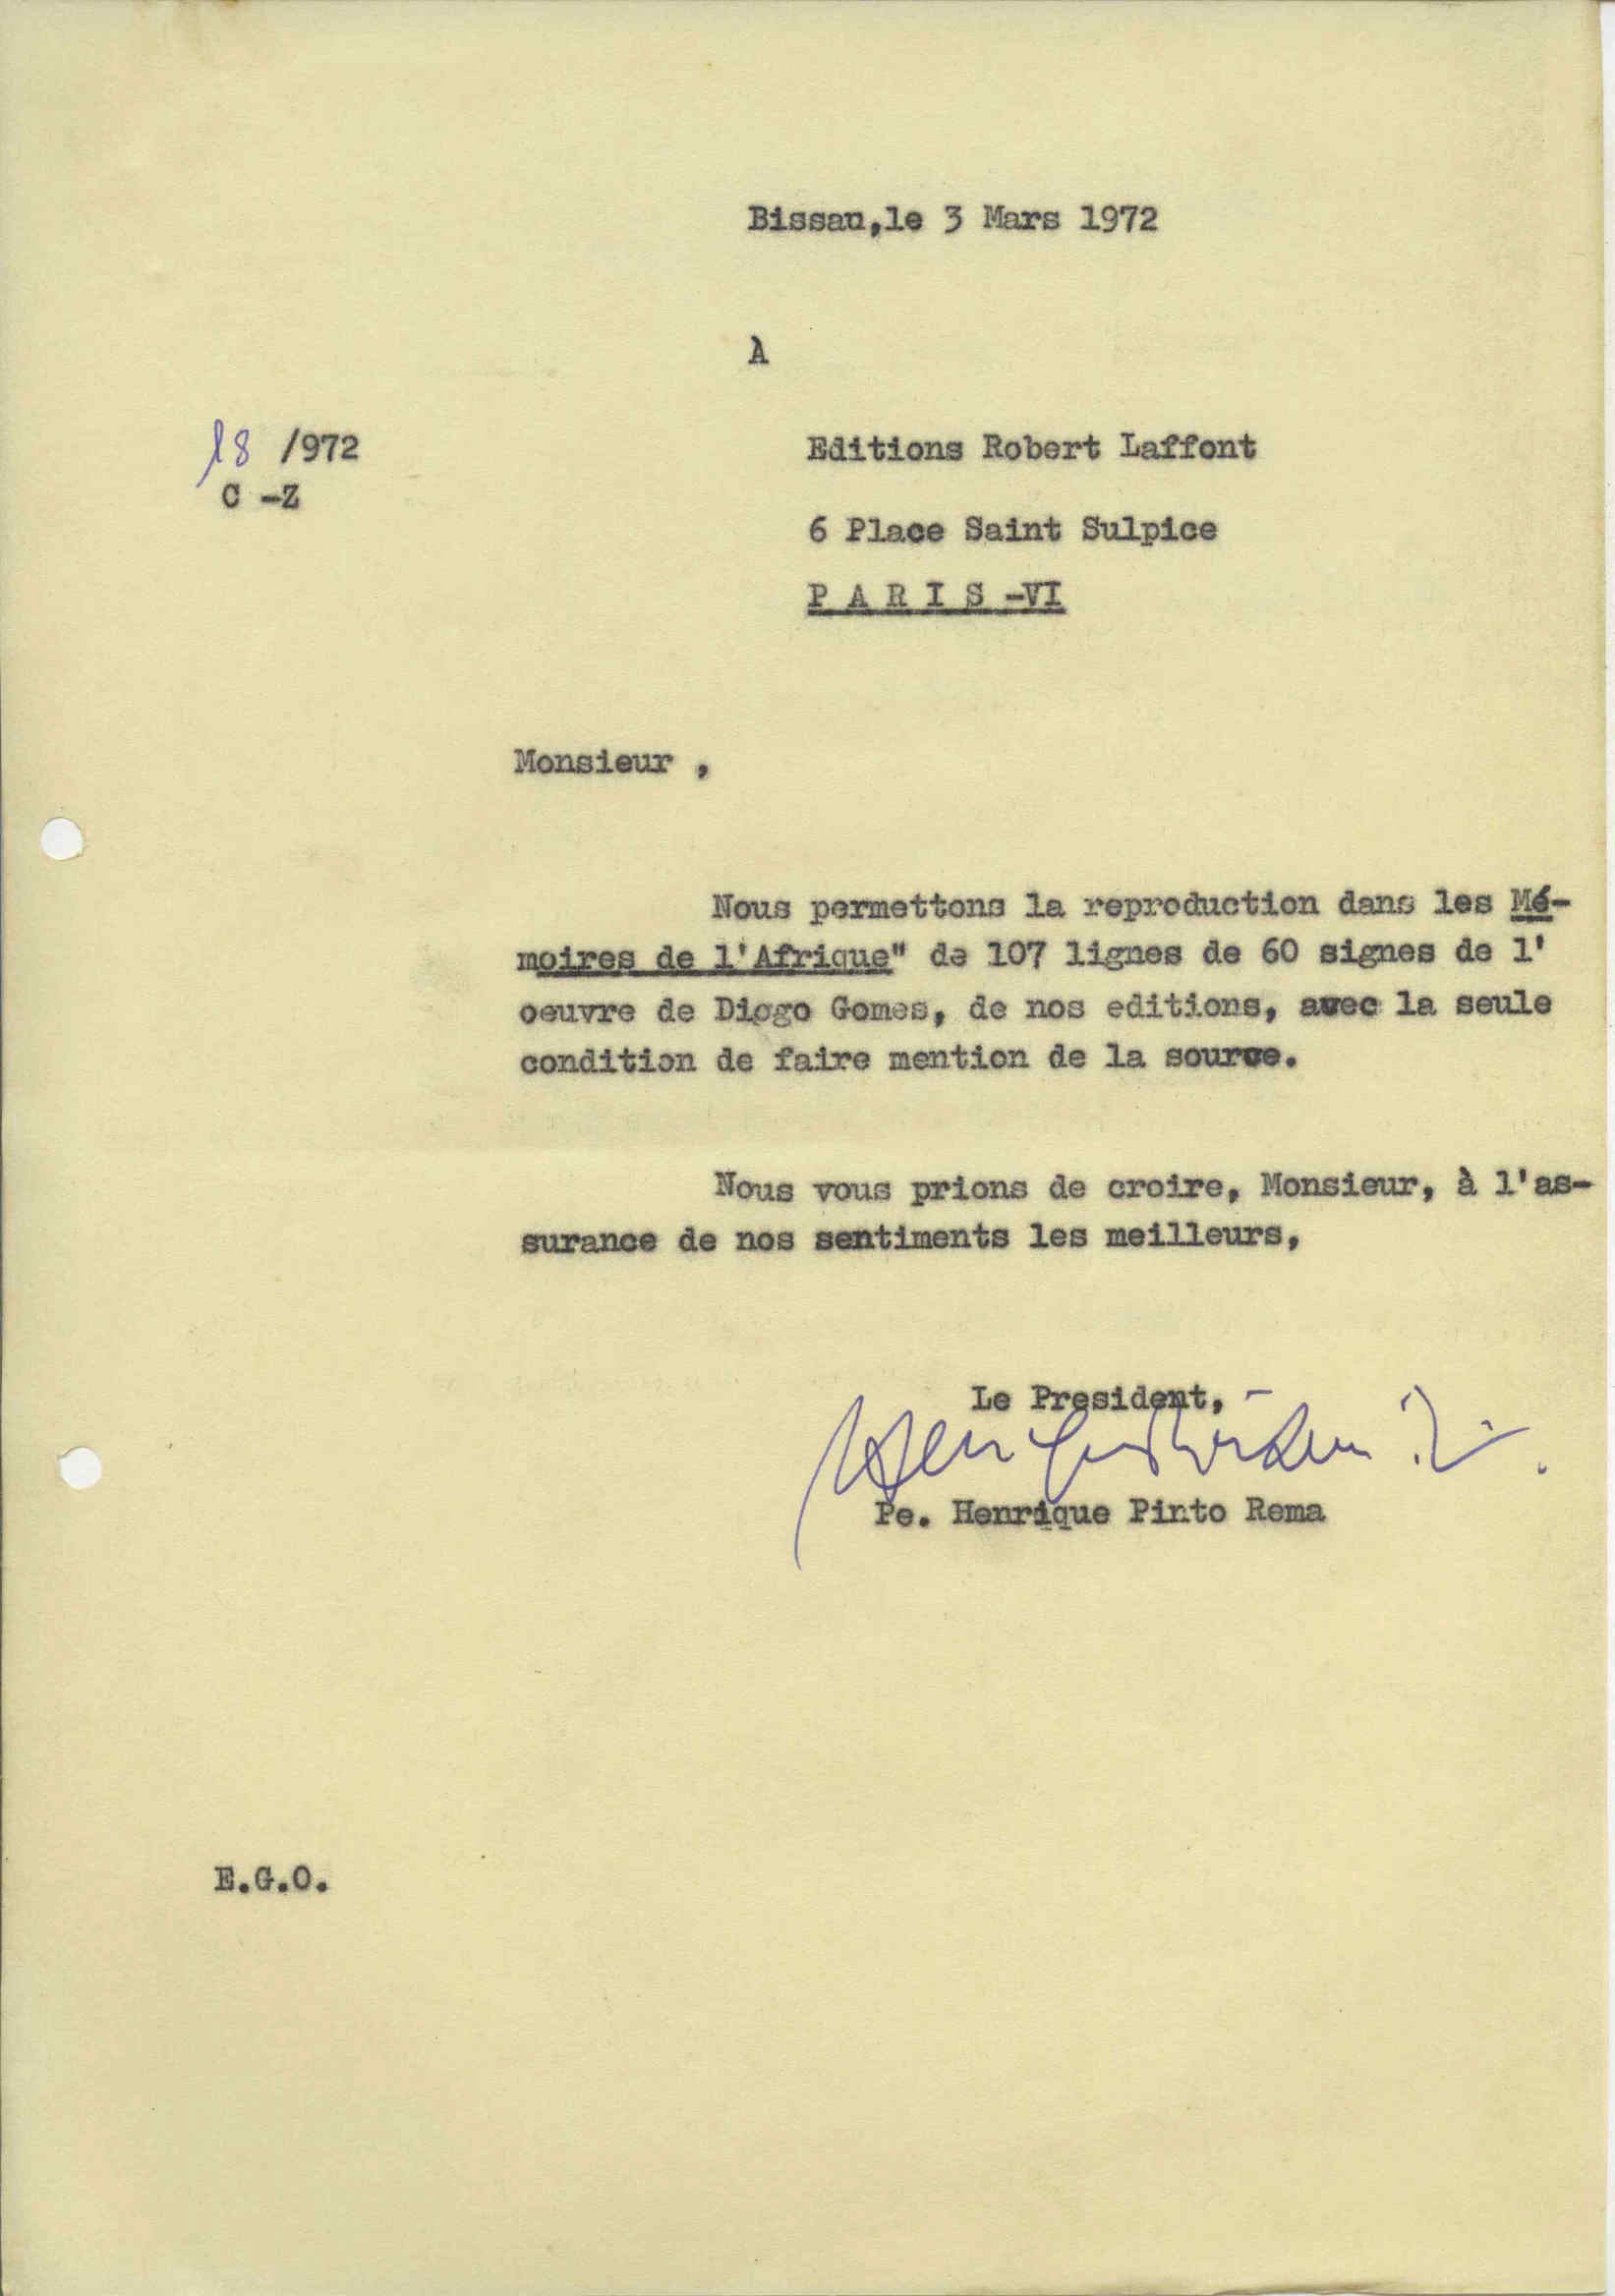 Bissau,le 3 Mars 1972
A
18 /972
C -Z
Editions Robert Laffont
6 Place Saint Sulpice
P A R I S -VI
Monsieur ,
Nous permettons la reproduction dans les Mé-
moires de l'Afrique" de 107 lignes de 60 signes de l'
oeuvre de Diogo Gomes, de nos editions, avec la seule
condition de faire mention de la source.
Nous vous prions de croire, Monsieur, à l'as-
surance de nos sentiments les meilleurs,
Le President,
Pe. Henrique Pinto Rema
E.G.O.